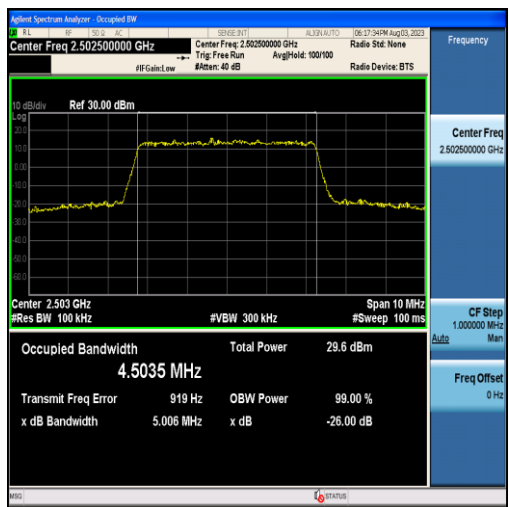 Agilent Spectrum Analyzer - Occupied BW
RL RF 50 Ω AC SENSE:INT ALIGN AUTO 06:17:34PM Aug 03, 2023
Center Freq 2.502500000 GHz
Center Freq: 2.502500000 GHz
Radio Std: None
Trig: Free Run
Avg|Hold: 100/100
#IFGain:Low
#Atten: 40 dB
Radio Device: BTS
10 dB/div Ref 30.00 dBm
Log
20.0
10.0
0.00
-10.0
-20.0
-30.0
-40.0
-50.0
-60.0
Center 2.503 GHz
Span 10 MHz
#Res BW 100 kHz
#VBW 300 kHz
#Sweep 100 ms
Occupied Bandwidth
Total Power 29.6 dBm
4.5035 MHz
Transmit Freq Error 919 Hz
OBW Power 99.00 %
x dB Bandwidth 5.006 MHz
x dB -26.00 dB
MSG
STATUS
Frequency
Center Freq
2.502500000 GHz
CF Step
1.000000 MHz
Auto Man
Freq Offset
0 Hz